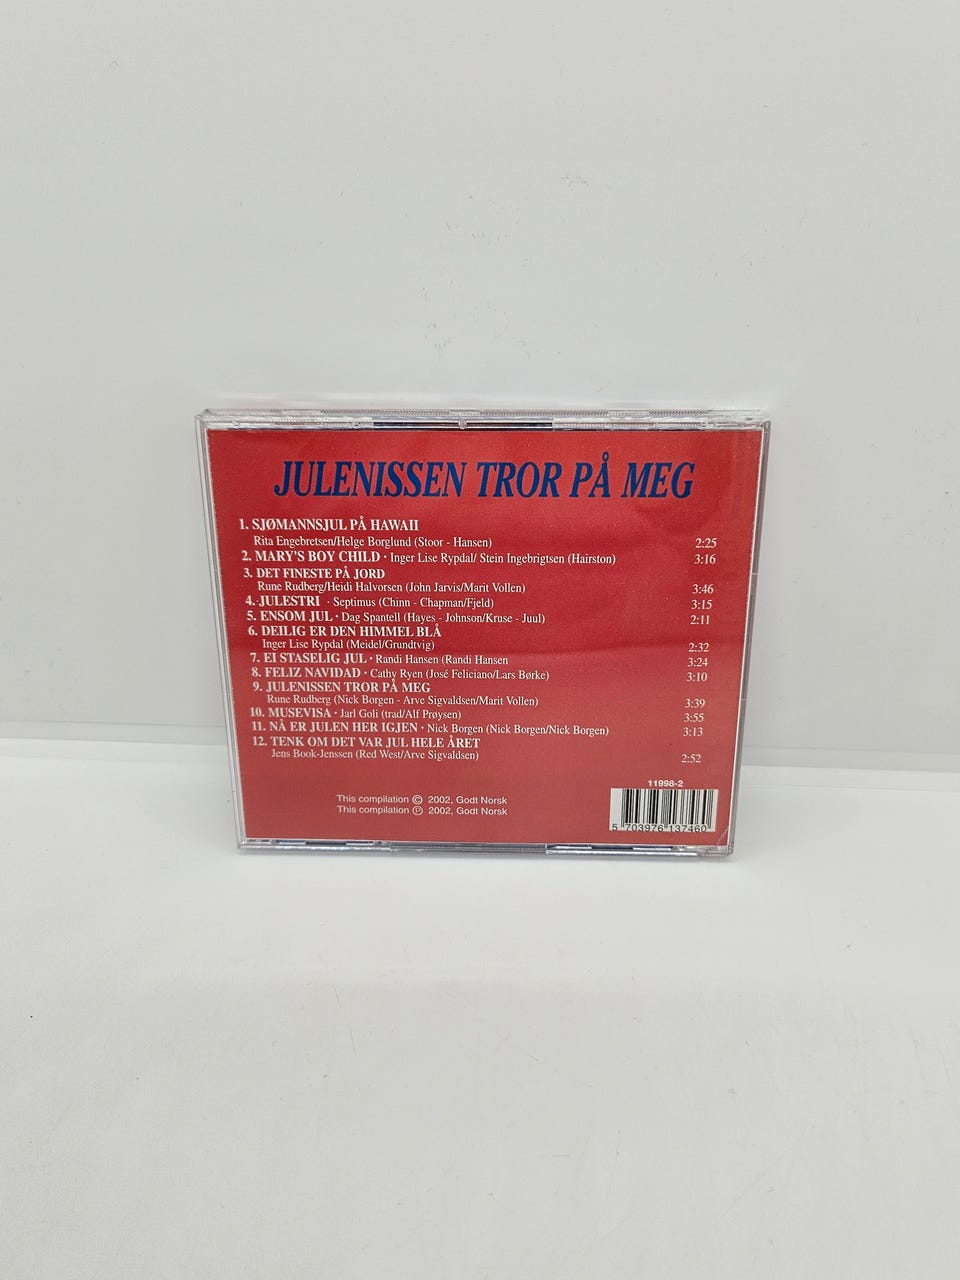 JULENISSEN TROR PÅ MEG
1. SJØMANNSJUL PÅ HAWAII
Rita Engebretsen/Helge Borglund (Stoor - Hansen) 2:25
2. MARY'S BOY CHILD · Inger Lise Rypdal/ Stein Ingebrigtsen (Hairston) 3:16
3. DET FINESTE PÅ JORD
Rune Rudberg/Heidi Halvorsen (John Jarvis/Marit Vollen) 3:46
4. JULESTRI · Septimus (Chinn - Chapman/Fjeld) 3:15
5. ENSOM JUL · Dag Spantell (Hayes - Johnson/Kruse - Juul) 2:11
6. DEILIG ER DEN HIMMEL BLÅ
Inger Lise Rypdal (Meidel/Grundtvig) 2:32
7. EI STASELIG JUL · Randi Hansen (Randi Hansen 3:24
8. FELIZ NAVIDAD · Cathy Ryen (José Feliciano/Lars Børke) 3:10
9. JULENISSEN TROR PÅ MEG
Rune Rudberg (Nick Borgen - Arve Sigvaldsen/Marit Vollen) 3:39
10. MUSEVISA · Jarl Goli (trad/Alf Prøysen) 3:55
11. NÅ ER JULEN HER IGJEN · Nick Borgen (Nick Borgen/Nick Borgen) 3:13
12. TENK OM DET VAR JUL HELE ÅRET
Jens Book-Jenssen (Red West/Arve Sigvaldsen) 2:52
11998-2
This compilation © 2002, Godt Norsk
This compilation ℗ 2002, Godt Norsk
5 703976 137460